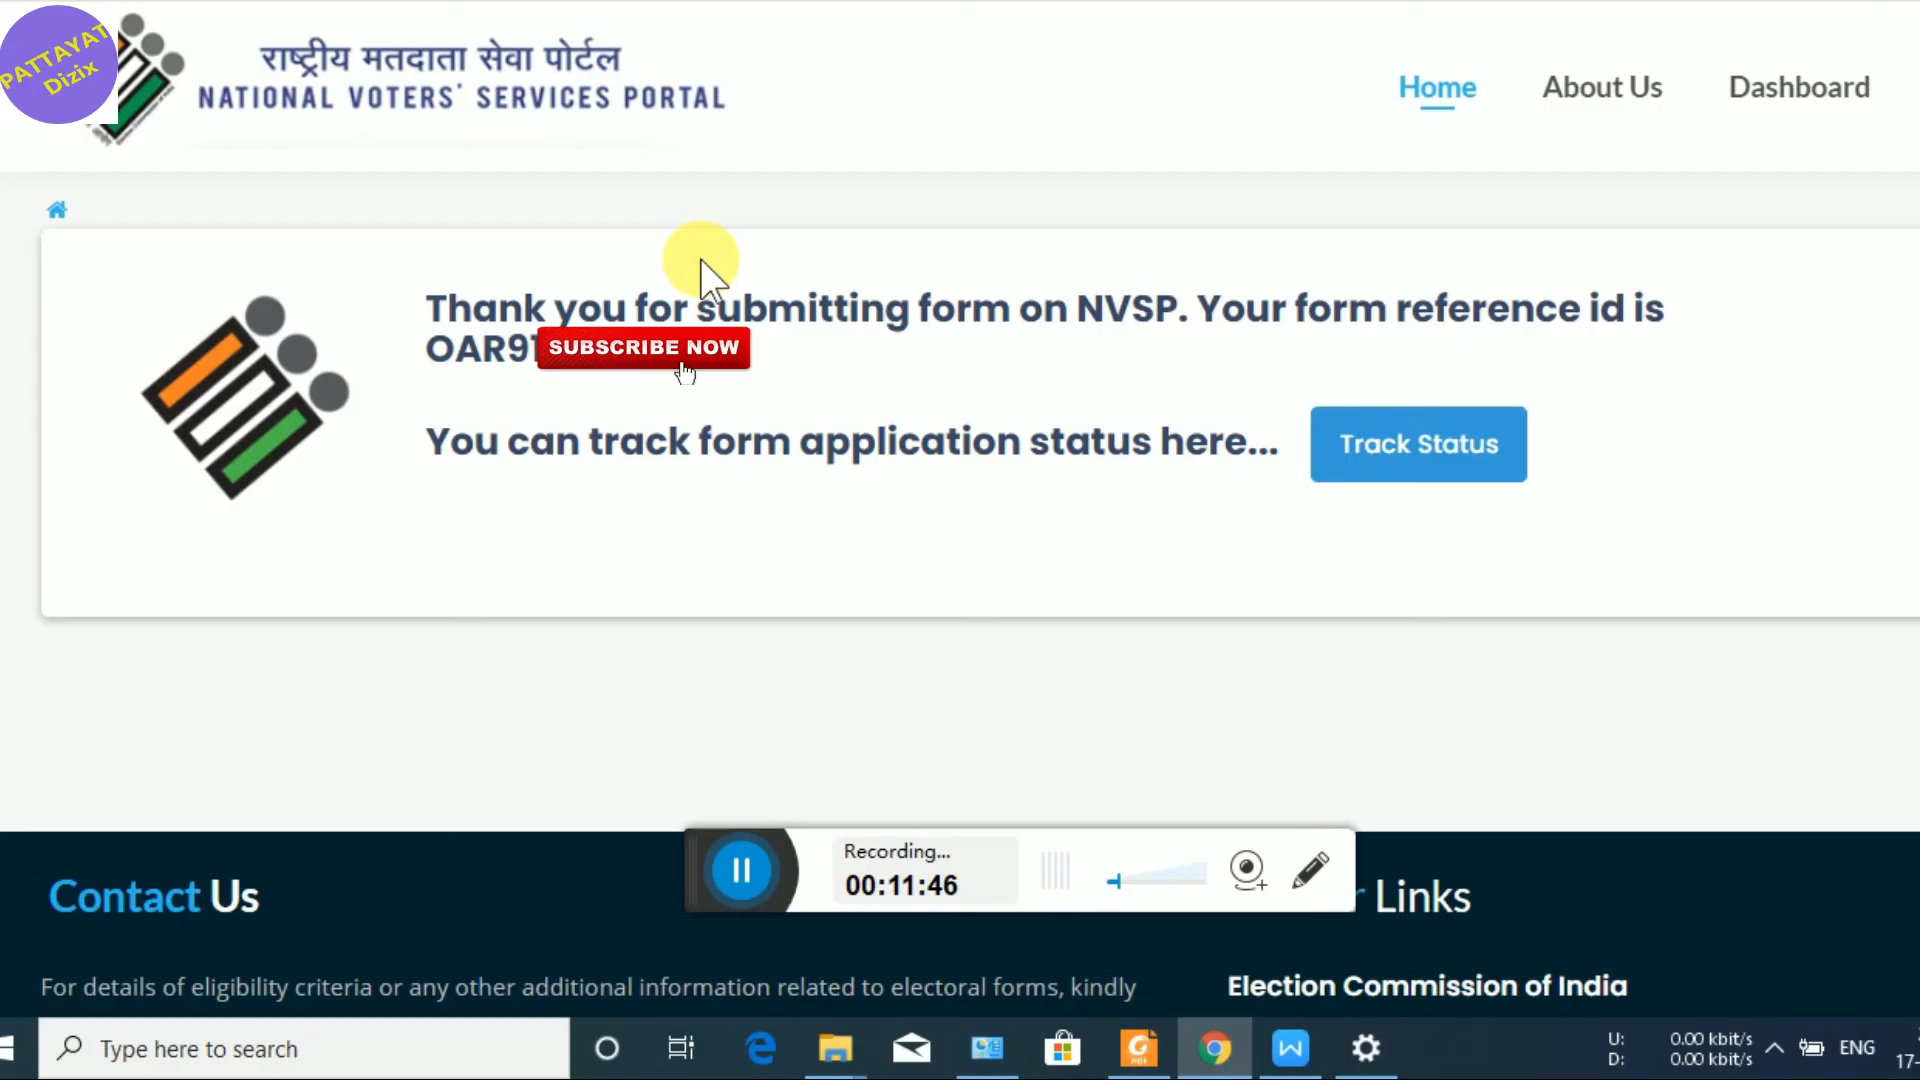 PATTAYAT
Dizix
राष्ट्रीय मतदाता सेवा पोर्टल
NATIONAL VOTERS' SERVICES PORTAL
Home
About Us
Dashboard
Thank you for submitting form on NVSP. Your form reference id is
OAR91
SUBSCRIBE NOW
You can track form application status here...
Track Status
Recording...
00:11:46
Contact Us
Links
For details of eligibility criteria or any other additional information related to electoral forms, kindly
Election Commission of India
Type here to search
U: 0.00 kbit/s
D: 0.00 kbit/s
ENG
17-